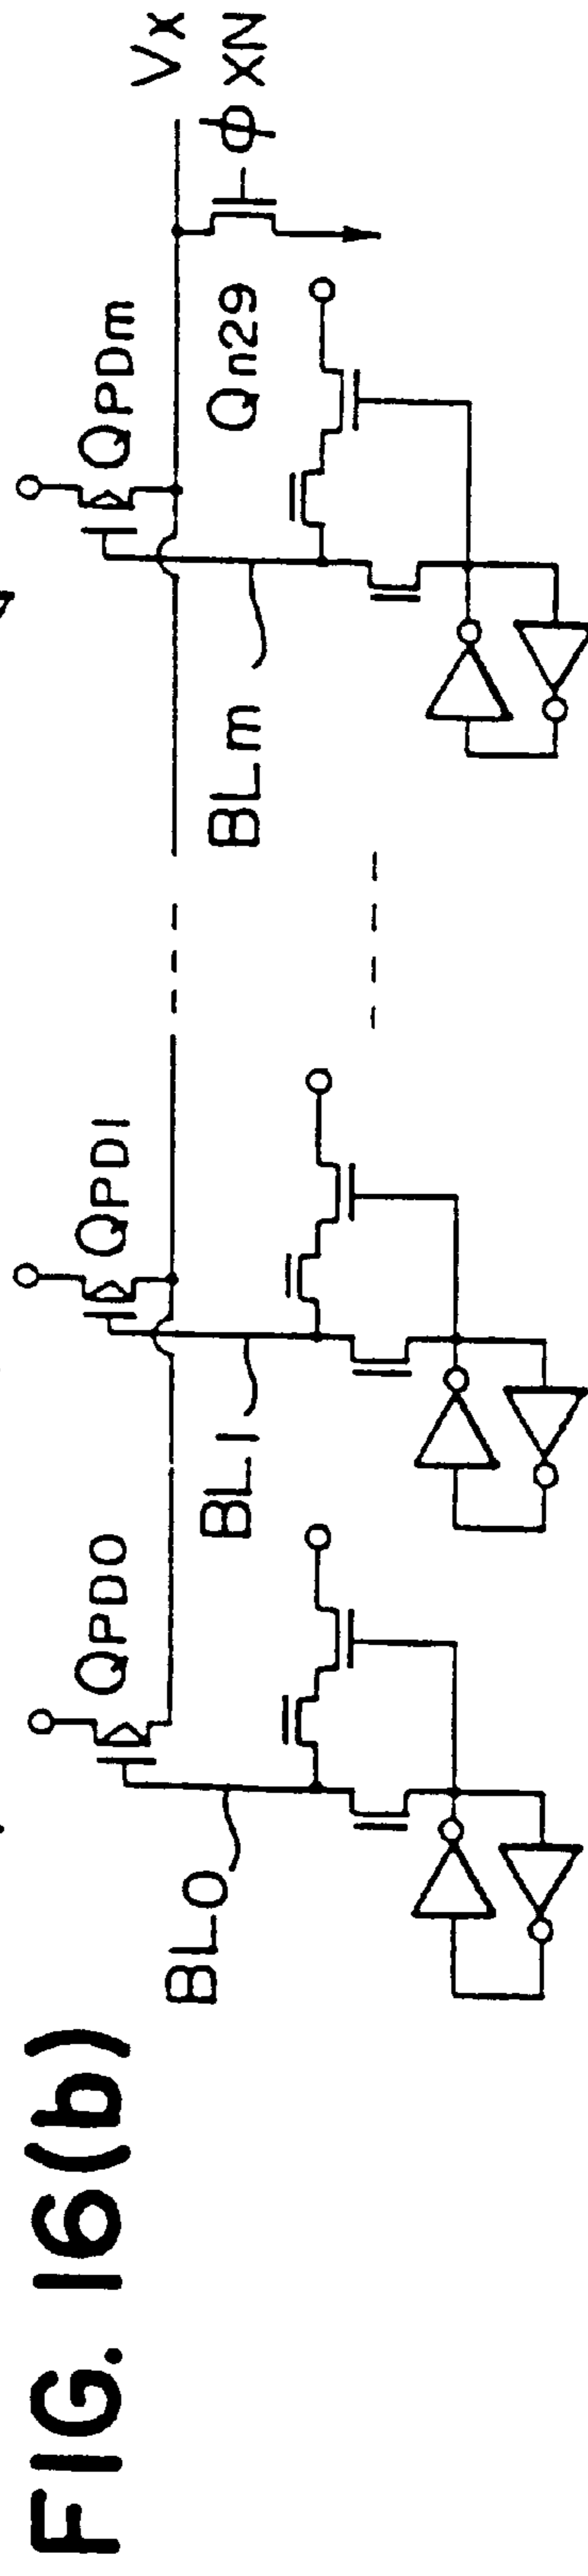 FIG. 16(b)
QPD0
QPD1
QPDm
Vx
ϕXN
Qn29
BL0
BL1
BLm